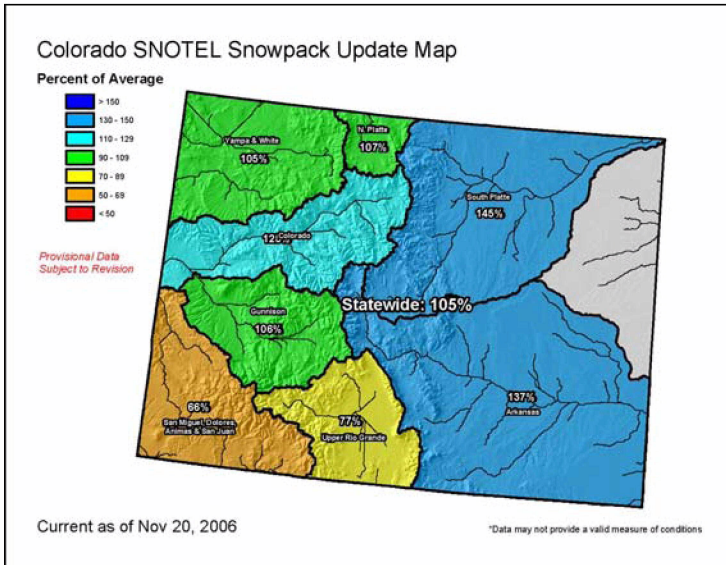 Colorado SNOTEL Snowpack Update Map
Percent of Average
> 150
130 - 150
110 - 129
90 - 109
70 - 89
50 - 69
< 50
Provisional Data
Subject to Revision
Yampa & White
105%
N. Platte
107%
South Platte
145%
Colorado
Statewide: 105%
Gunnison
106%
137%
Arkansas
66%
San Miguel, Dolores,
Animas & San Juan
77%
Upper Rio Grande
Current as of Nov 20, 2006
*Data may not provide a valid measure of conditions